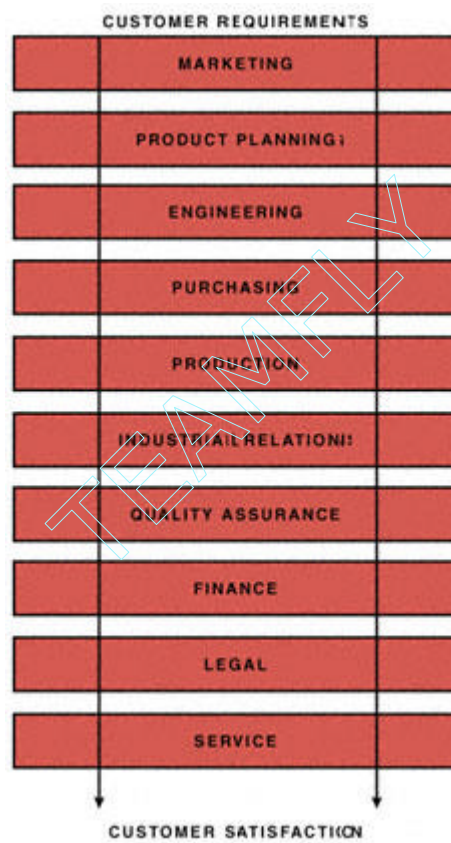 CUSTOMER REQUIREMENTS
MARKETING
PRODUCT PLANNING
ENGINEERING
PURCHASING
PRODUCTION
INDUSTRIAL RELATIONS
QUALITY ASSURANCE
FINANCE
LEGAL
SERVICE
CUSTOMER SATISFACTION
TEAMFLY